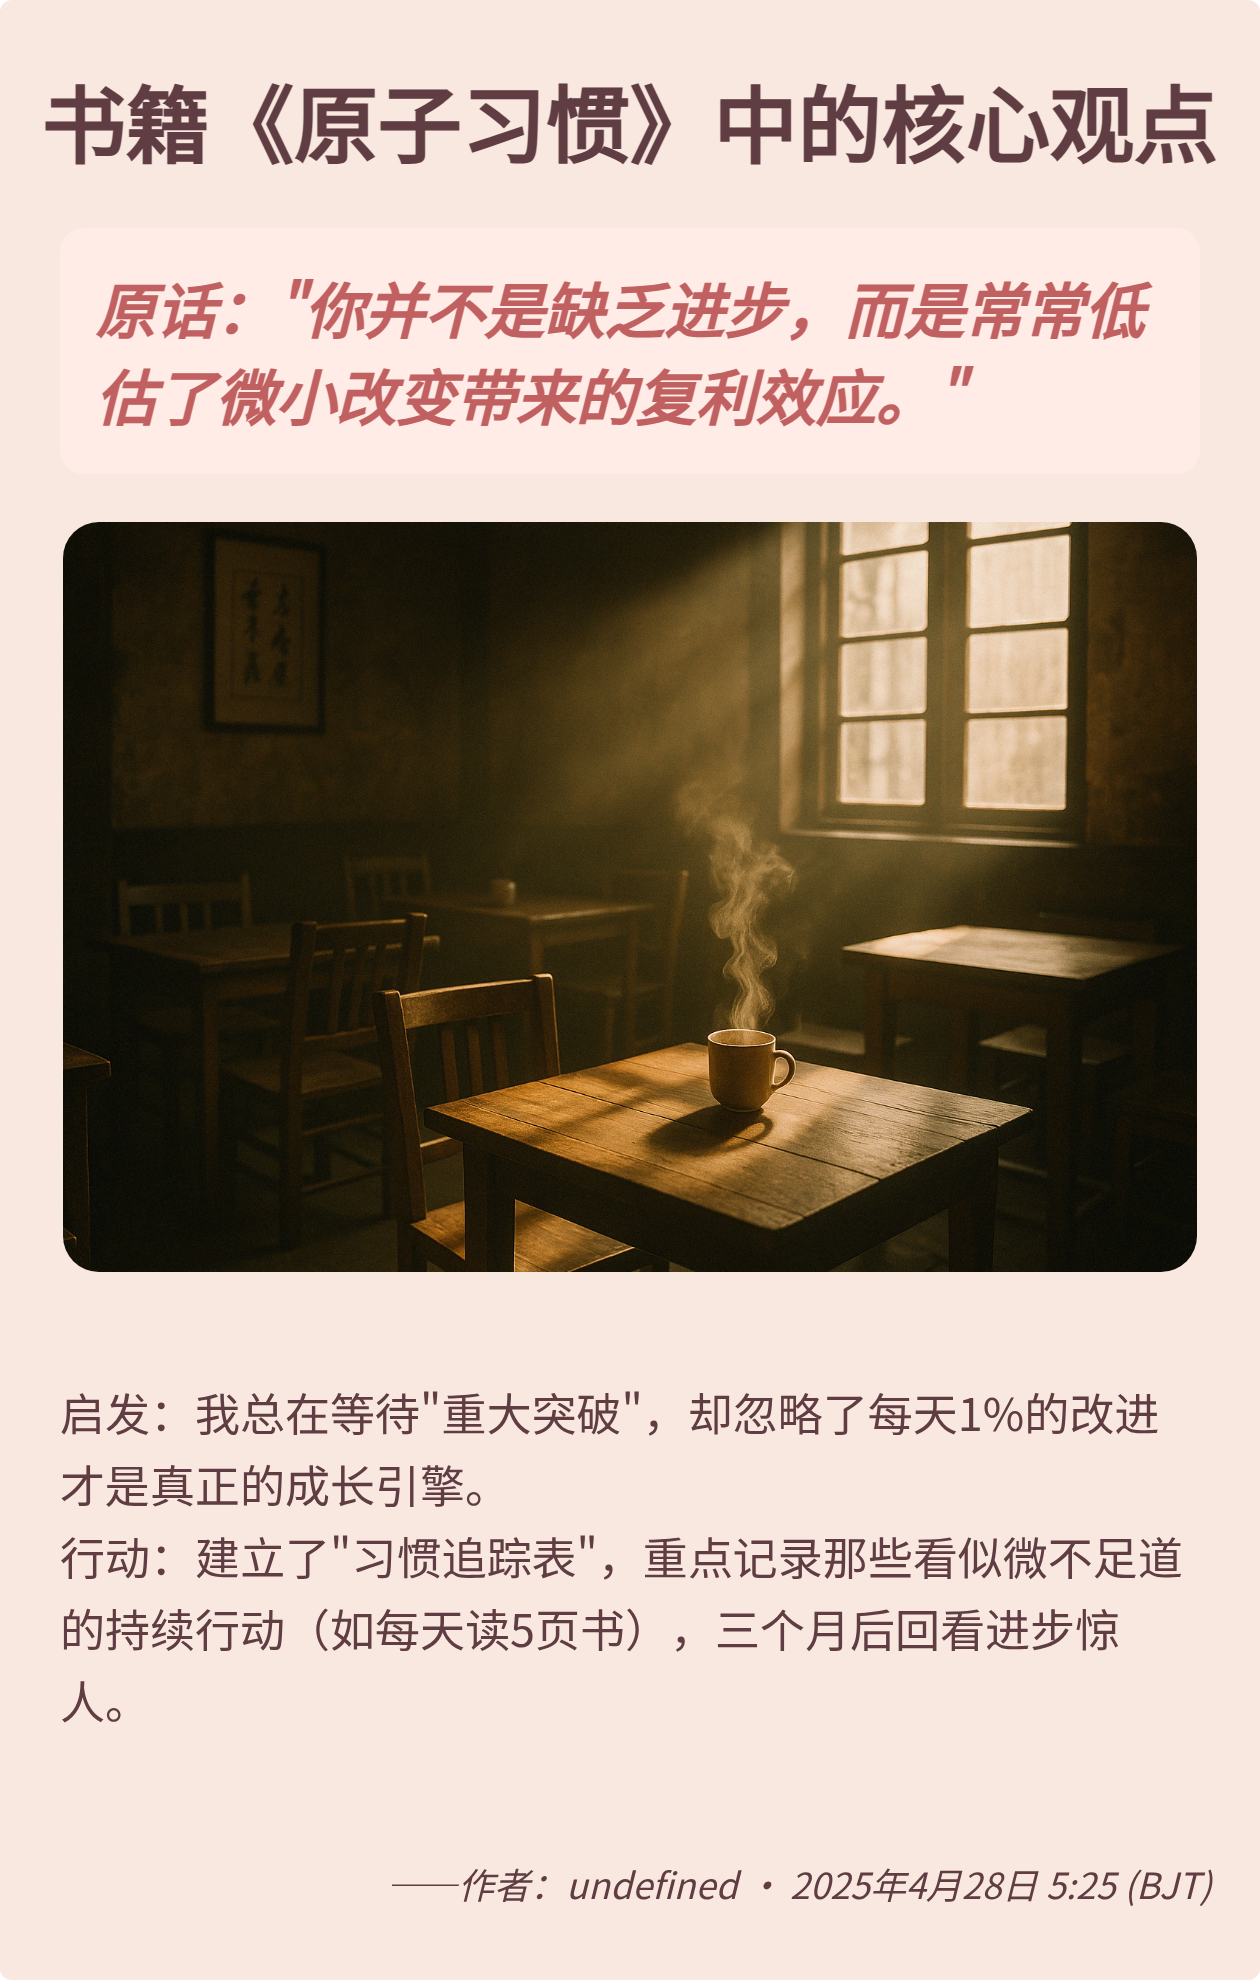 书籍《原子习惯》中的核心观点
原话："你并不是缺乏进步，而是常常低
估了微小改变带来的复利效应。"
启发：我总在等待"重大突破"，却忽略了每天1%的改进
才是真正的成长引擎。
行动：建立了"习惯追踪表"，重点记录那些看似微不足道
的持续行动（如每天读5页书），三个月后回看进步惊
人。
——作者：undefined • 2025年4月28日 5:25 (BJT)